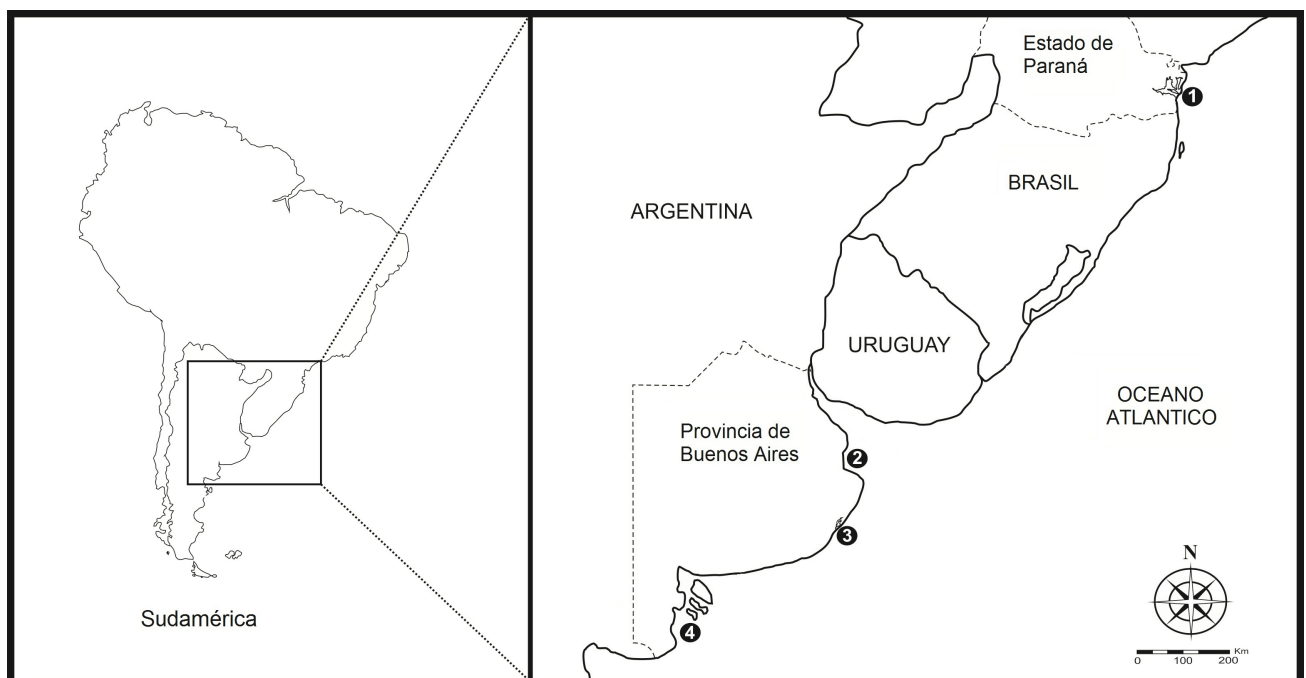 Sudamérica
Estado de
Paraná
1
BRASIL
ARGENTINA
URUGUAY
OCEANO
ATLANTICO
Provincia de
Buenos Aires
2
3
4
N
Km
0 100 200